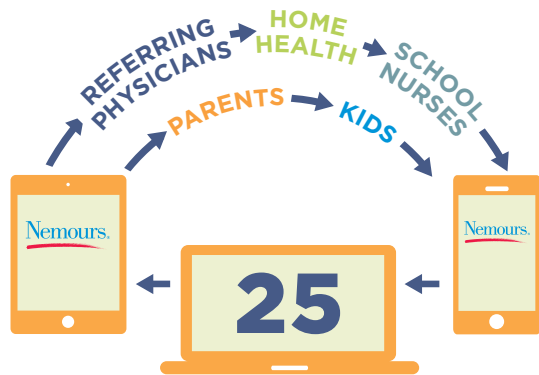 REFERRING
PHYSICIANS
HOME
HEALTH
SCHOOL
NURSES
PARENTS
KIDS
Nemours.
Nemours.
25